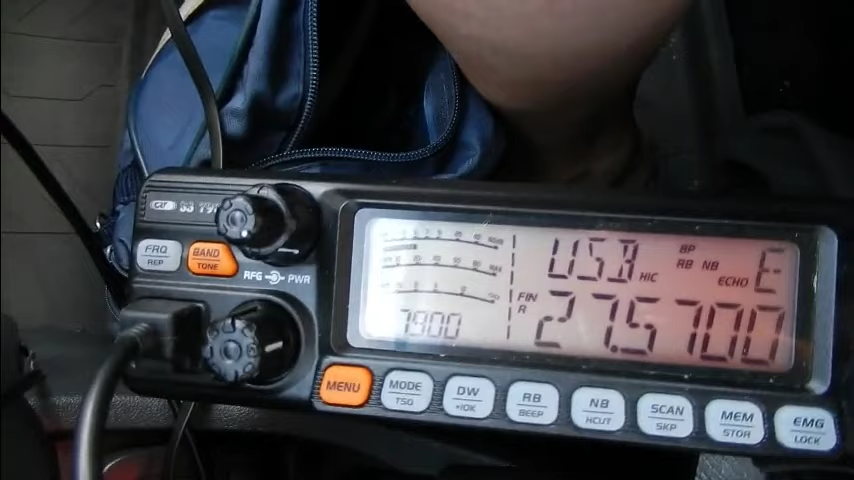 CRT SS 79
FRQ
REP
BAND
TONE
RFG PWR
USB
HIC
BP
RB NB
ECHO
E
FIN
R
27.5700
7900
MENU
MODE
TSQ
DW
+10K
RB
BEEP
NB
HCUT
SCAN
SKP
MEM
STOR
EMG
LOCK